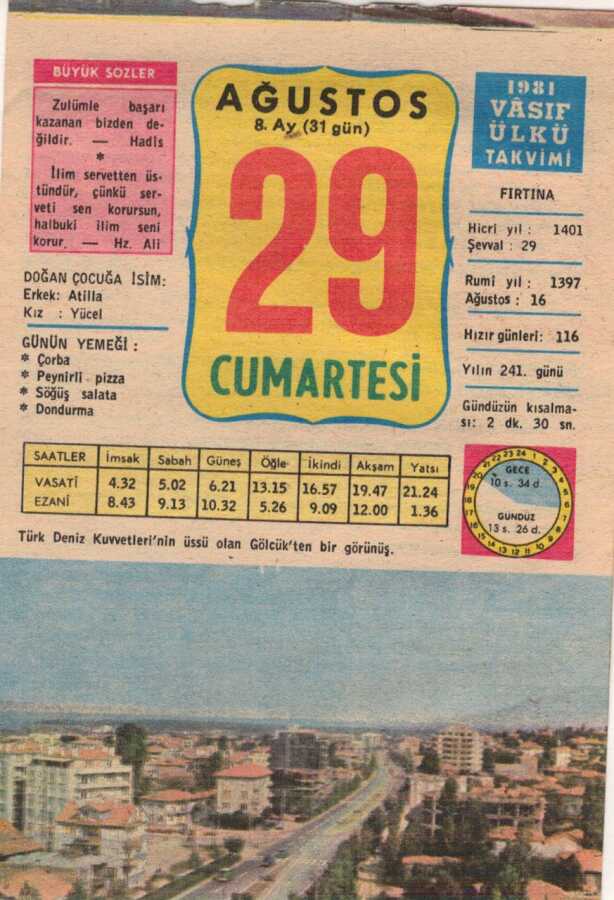 BÜYÜK SÖZLER
Zulümle başarı
kazanan bizden de-
ğildir. — Hadis
*
İlim servetten üs-
tündür, çünkü ser-
veti sen korursun,
halbuki ilim seni
korur. — Hz. Ali
DOĞAN ÇOCUĞA İSİM:
Erkek: Atilla
Kız : Yücel
GÜNÜN YEMEĞİ :
* Çorba
* Peynirli pizza
* Söğüş salata
* Dondurma
AĞUSTOS
8. Ay (31 gün)
29
CUMARTESİ
1981
VÂSIF
ÜLKÜ
TAKVİMİ
FIRTINA
Hicri yıl : 1401
Şevval : 29
Rumi yıl : 1397
Ağustos : 16
Hızır günleri: 116
Yılın 241. günü
Gündüzün kısalma-
sı: 2 dk. 30 sn.
SAATLER İmsak Sabah Güneş Öğle İkindi Akşam Yatsı
VASATİ 4.32 5.02 6.21 13.15 16.57 19.47 21.24
EZANİ 8.43 9.13 10.32 5.26 9.09 12.00 1.36
GECE
10 s. 34 d.
GÜNDÜZ
13 s. 26 d.
Türk Deniz Kuvvetleri'nin üssü olan Gölcük'ten bir görünüş.